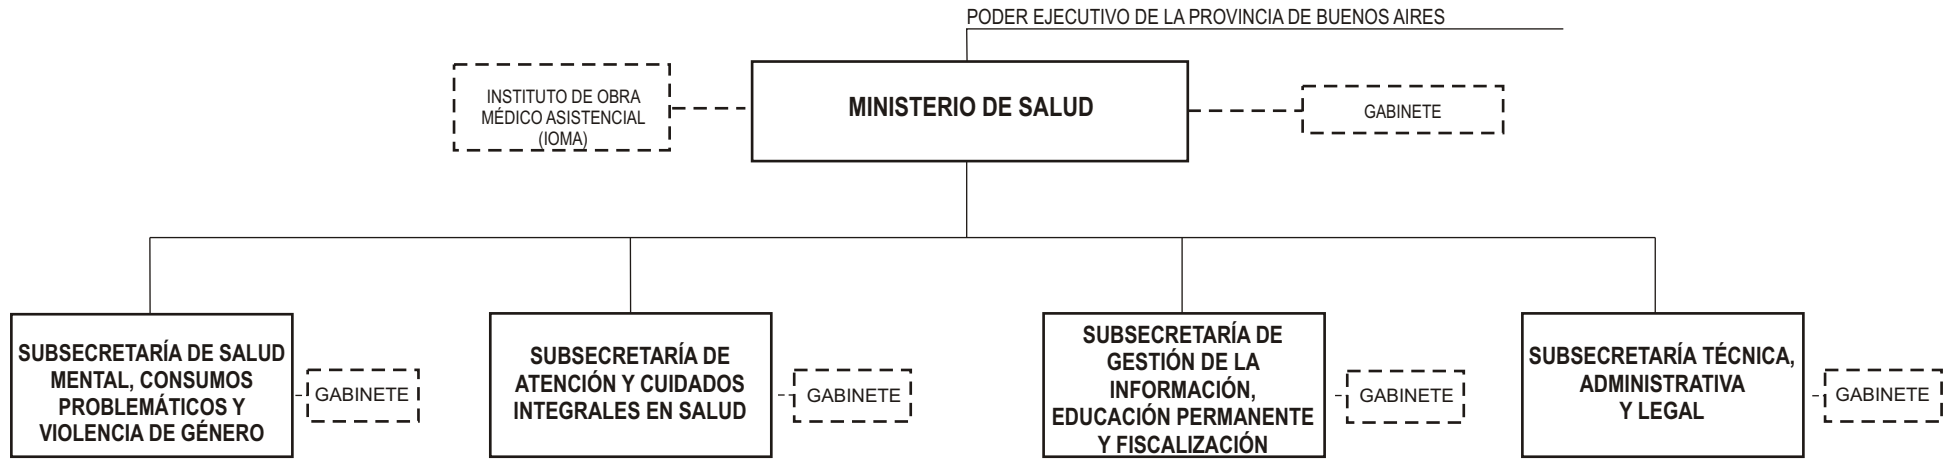 PODER EJECUTIVO DE LA PROVINCIA DE BUENOS AIRES
INSTITUTO DE OBRA
MÉDICO ASISTENCIAL
(IOMA)
MINISTERIO DE SALUD
GABINETE
SUBSECRETARÍA DE SALUD
MENTAL, CONSUMOS
PROBLEMÁTICOS Y
VIOLENCIA DE GÉNERO
GABINETE
SUBSECRETARÍA DE
ATENCIÓN Y CUIDADOS
INTEGRALES EN SALUD
GABINETE
SUBSECRETARÍA DE
GESTIÓN DE LA
INFORMACIÓN,
EDUCACIÓN PERMANENTE
Y FISCALIZACIÓN
GABINETE
SUBSECRETARÍA TÉCNICA,
ADMINISTRATIVA
Y LEGAL
GABINETE